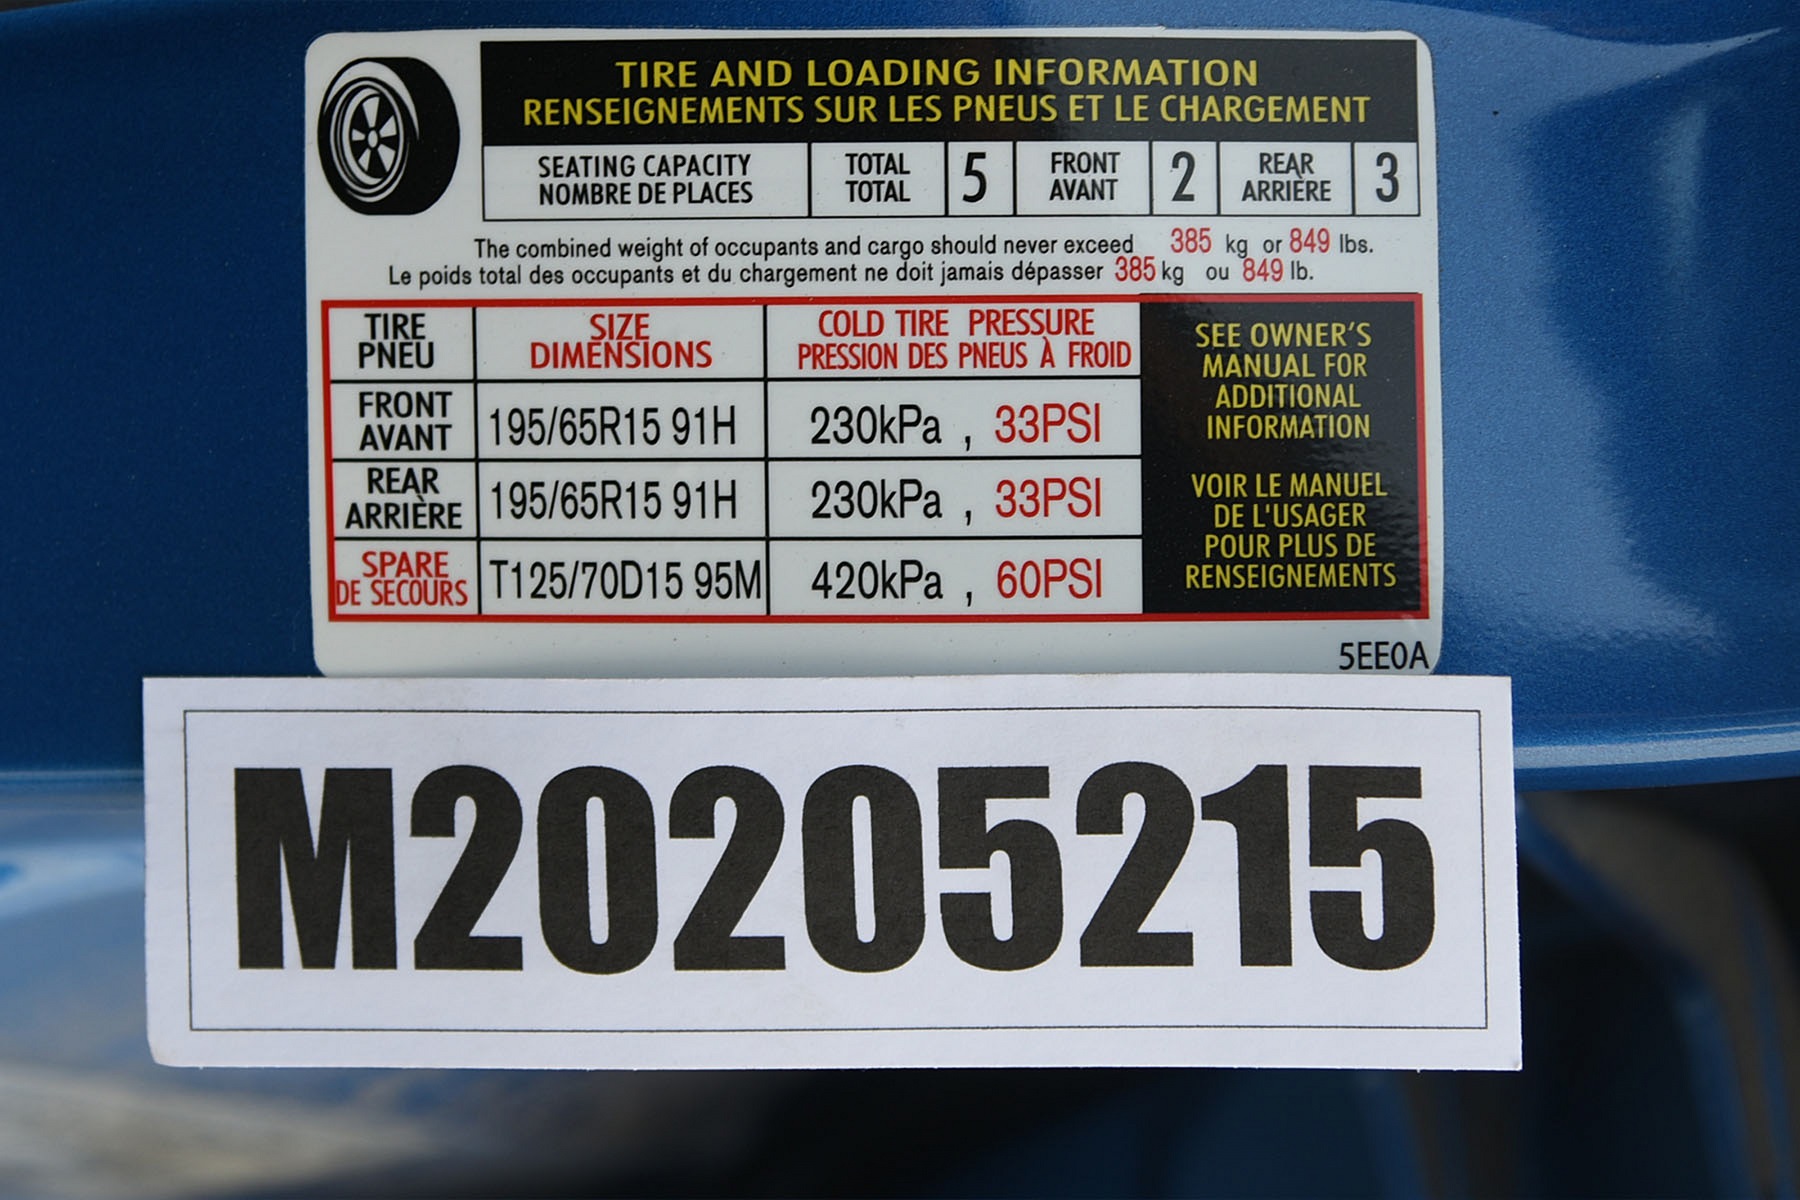 TIRE AND LOADING INFORMATION
RENSEIGNEMENTS SUR LES PNEUS ET LE CHARGEMENT
SEATING CAPACITY TOTAL 5 FRONT 2 REAR 3
NOMBRE DE PLACES TOTAL AVANT ARRIÈRE
The combined weight of occupants and cargo should never exceed 385 kg or 849 lbs.
Le poids total des occupants et du chargement ne doit jamais dépasser 385 kg ou 849 lb.
TIRE SIZE COLD TIRE PRESSURE
PNEU DIMENSIONS PRESSION DES PNEUS À FROID
FRONT
AVANT 195/65R15 91H 230kPa , 33PSI
REAR
ARRIÈRE 195/65R15 91H 230kPa , 33PSI
SPARE
DE SECOURS T125/70D15 95M 420kPa , 60PSI
SEE OWNER'S
MANUAL FOR
ADDITIONAL
INFORMATION
VOIR LE MANUEL
DE L'USAGER
POUR PLUS DE
RENSEIGNEMENTS
5EE0A
M20205215